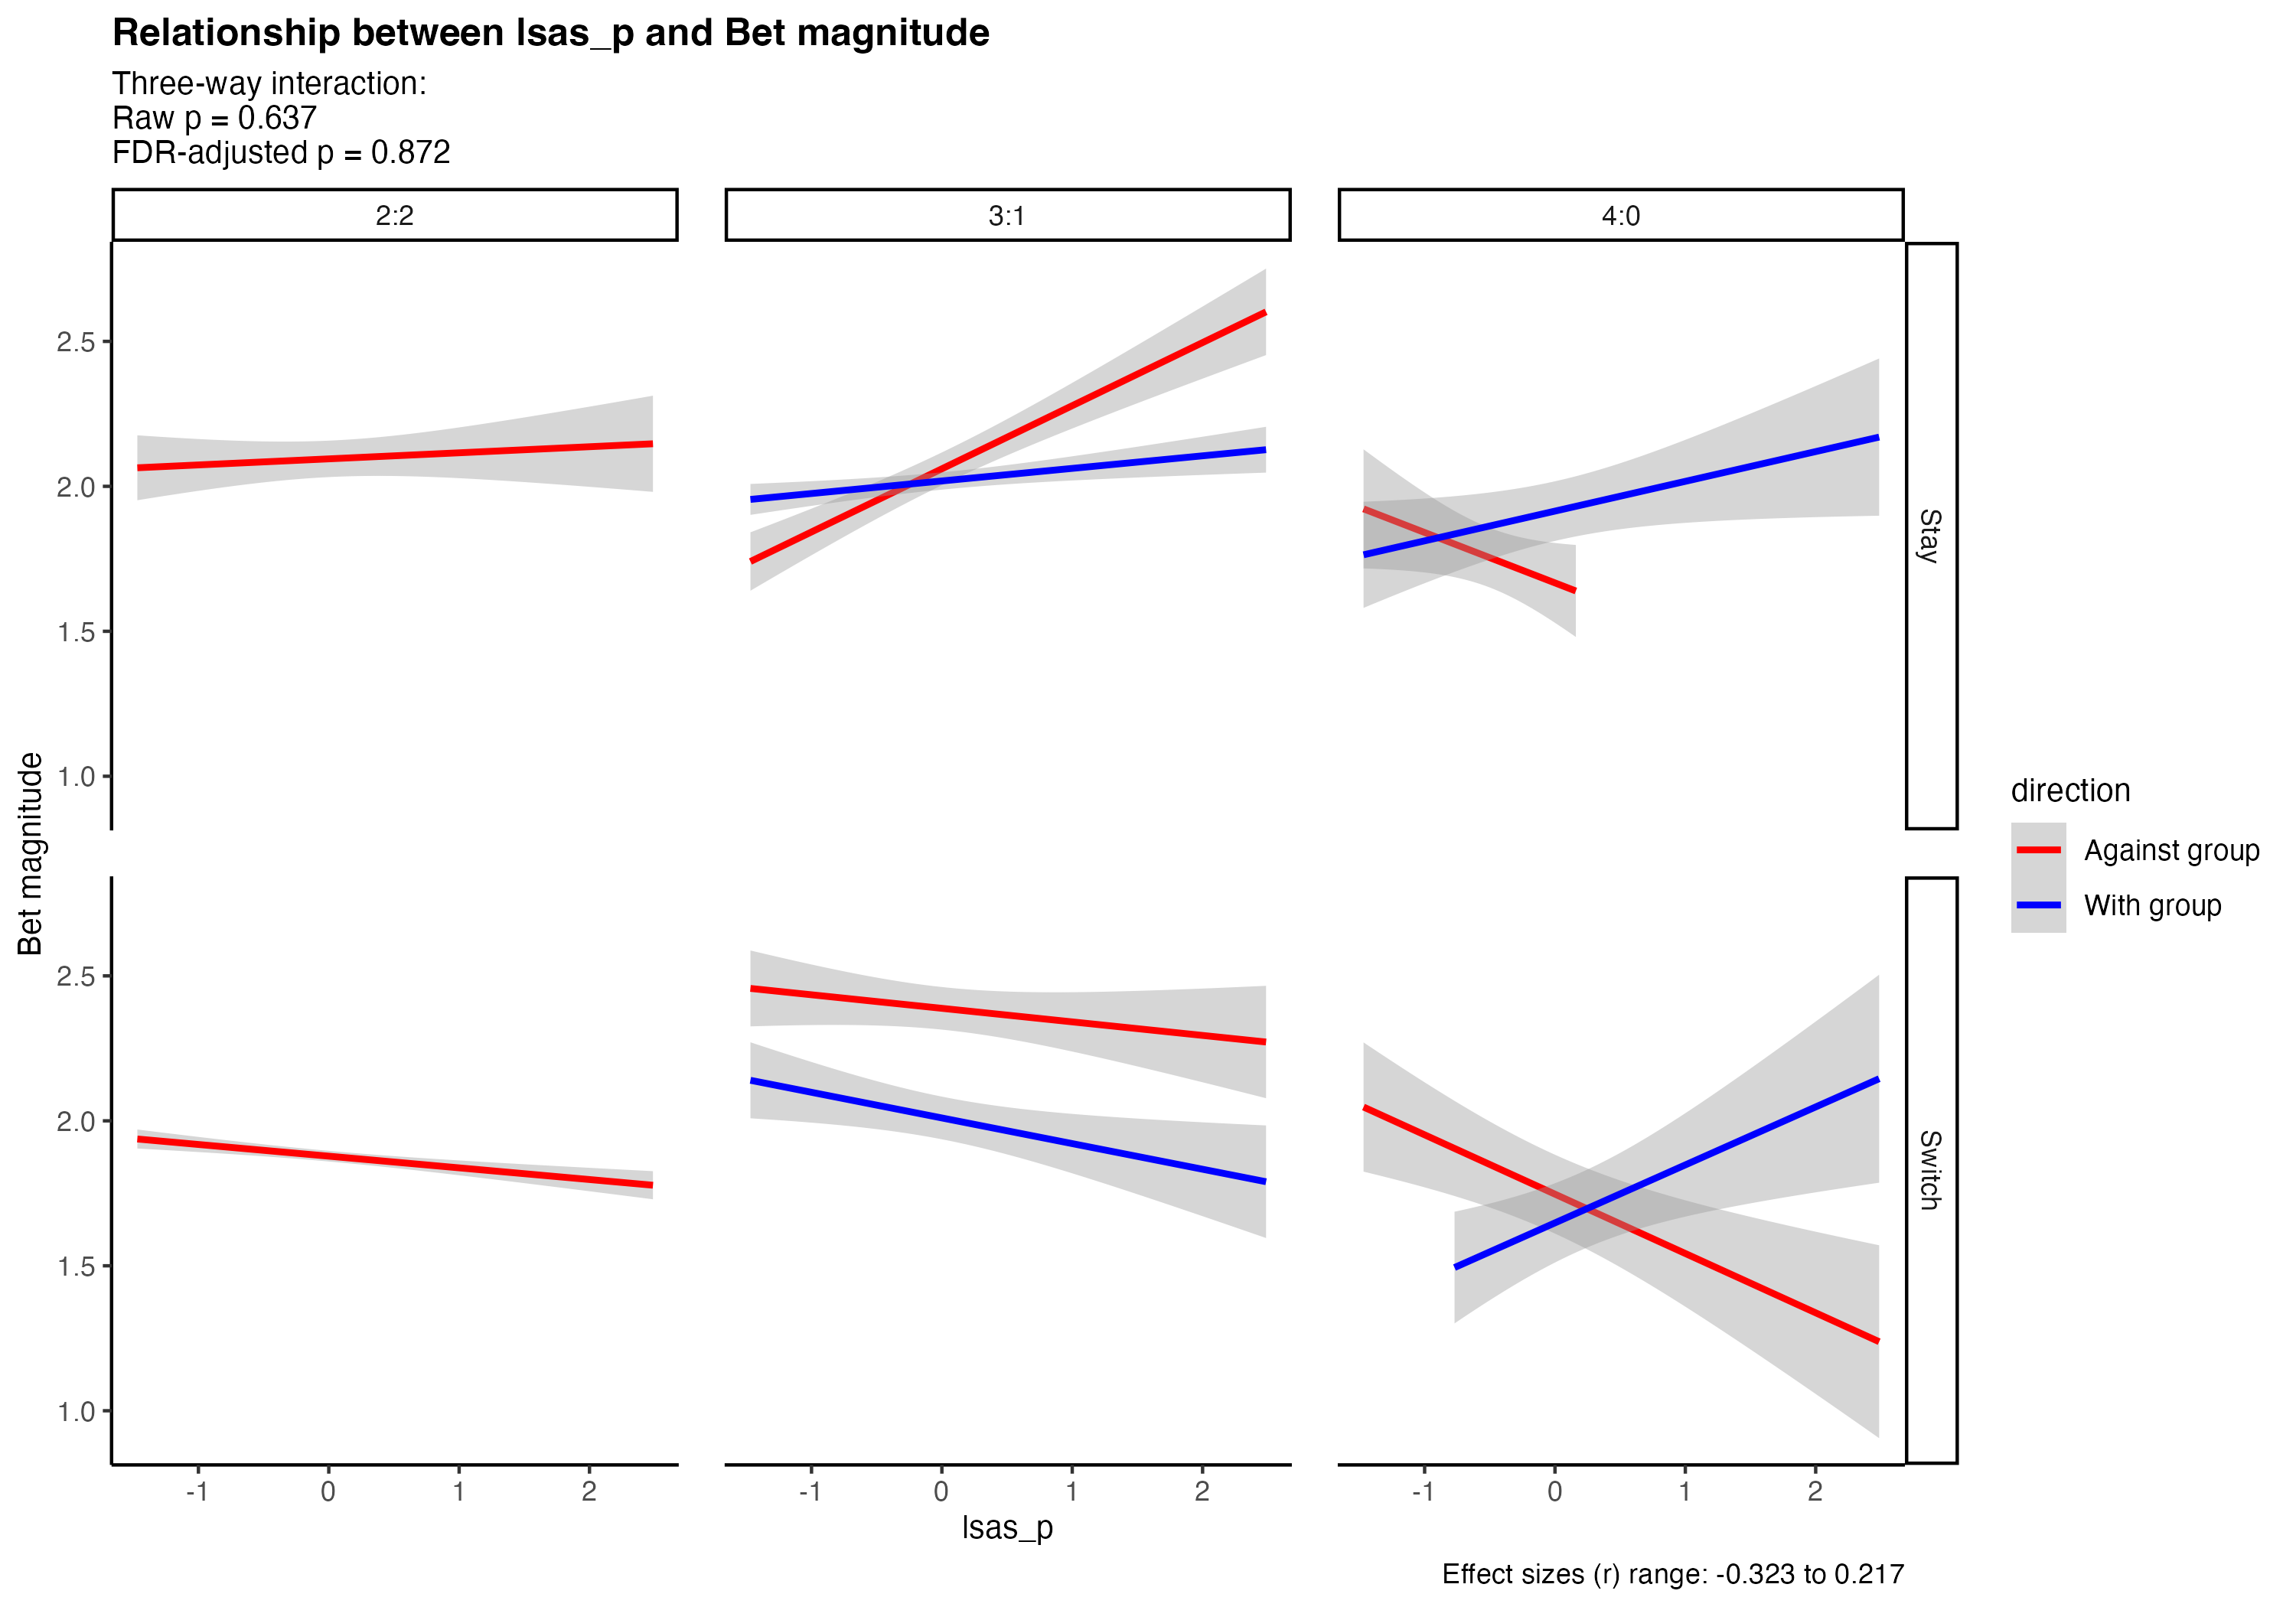 Relationship between lsas_p and Bet magnitude
Three-way interaction:
Raw p = 0.637
FDR-adjusted p = 0.872
2:2
3:1
4:0
2.5
2.0
1.5
1.0
Stay
Bet magnitude
direction
Against group
With group
2.5
2.0
1.5
1.0
Switch
-1
0
1
2
-1
0
1
2
-1
0
1
2
lsas_p
Effect sizes (r) range: -0.323 to 0.217